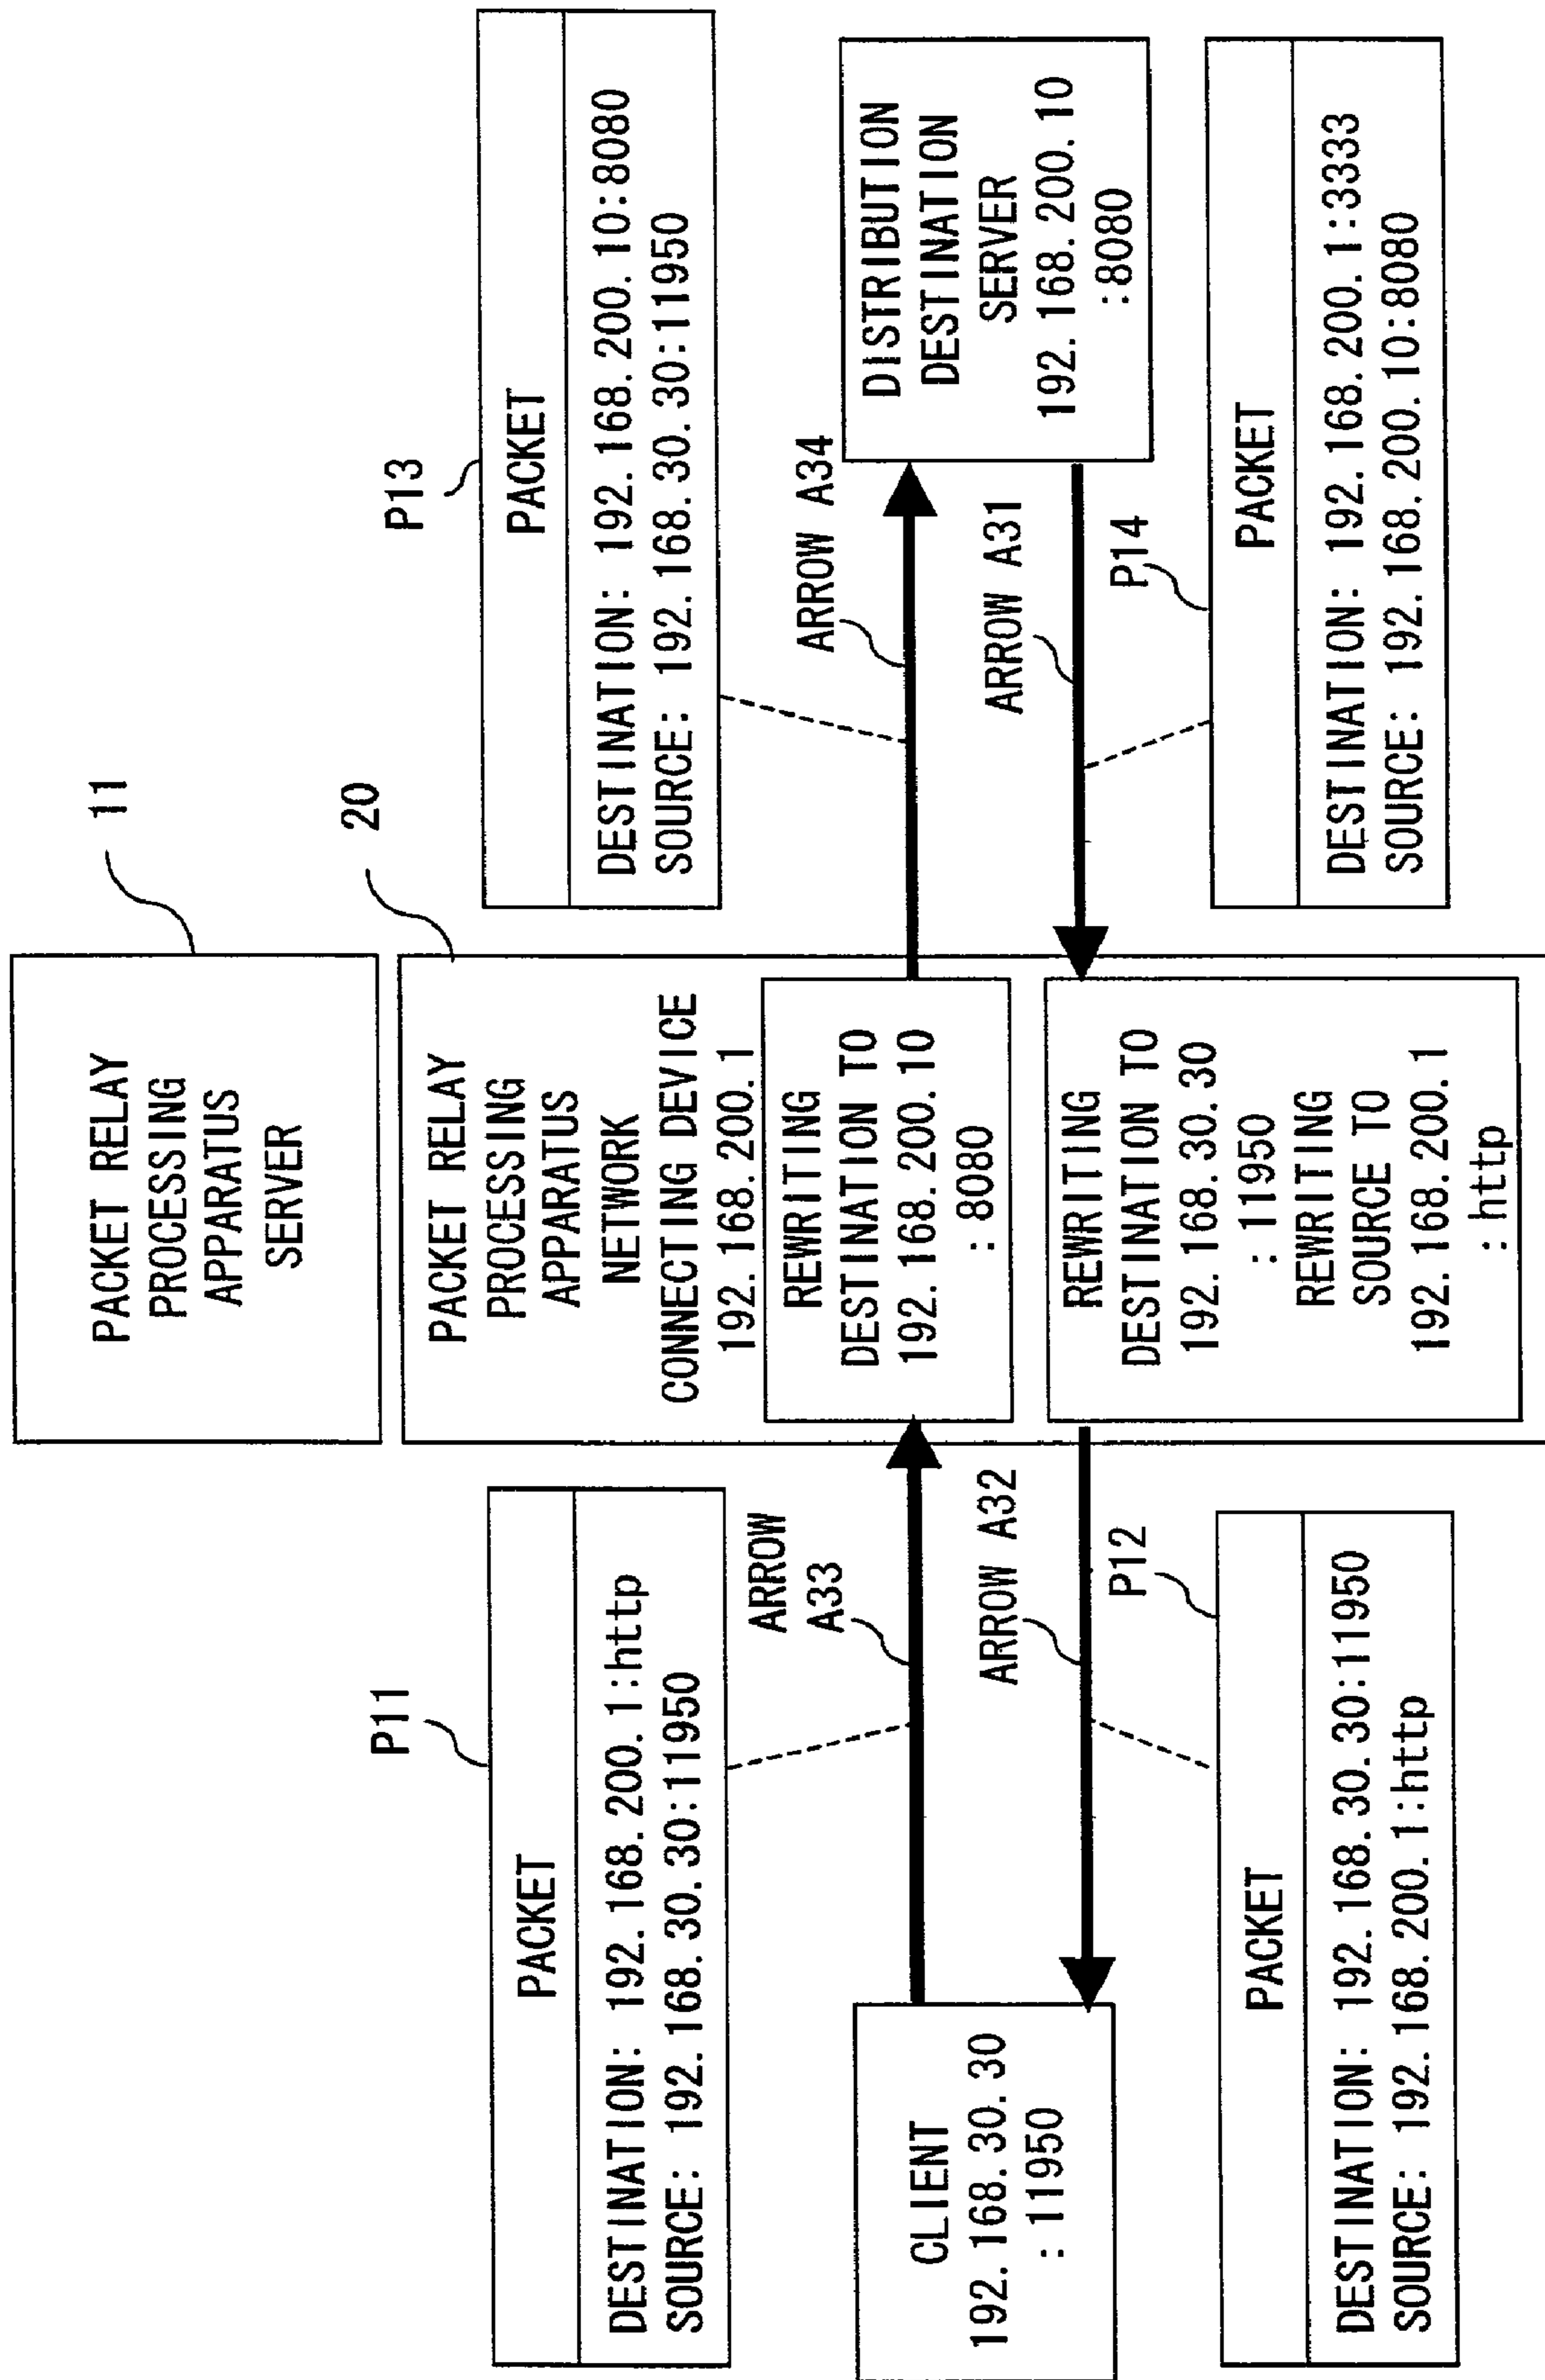 PACKET RELAY
PROCESSING
APPARATUS
SERVER
11
PACKET RELAY
PROCESSING
APPARATUS
NETWORK
CONNECTING DEVICE
192.168.200.1
20
REWRITING
DESTINATION TO
192.168.200.10
:8080
REWRITING
DESTINATION TO
192.168.30.30
:11950
REWRITING
SOURCE TO
192.168.200.1
:http
P11
PACKET
DESTINATION: 192.168.200.1:http
SOURCE: 192.168.30.30:11950
ARROW
A33
CLIENT
192.168.30.30
:11950
ARROW A32
P12
PACKET
DESTINATION: 192.168.30.30:11950
SOURCE: 192.168.200.1:http
P13
PACKET
DESTINATION: 192.168.200.10:8080
SOURCE: 192.168.30.30:11950
ARROW A34
DISTRIBUTION
DESTINATION
SERVER
192.168.200.10
:8080
ARROW A31
P14
PACKET
DESTINATION: 192.168.200.1:3333
SOURCE: 192.168.200.10:8080